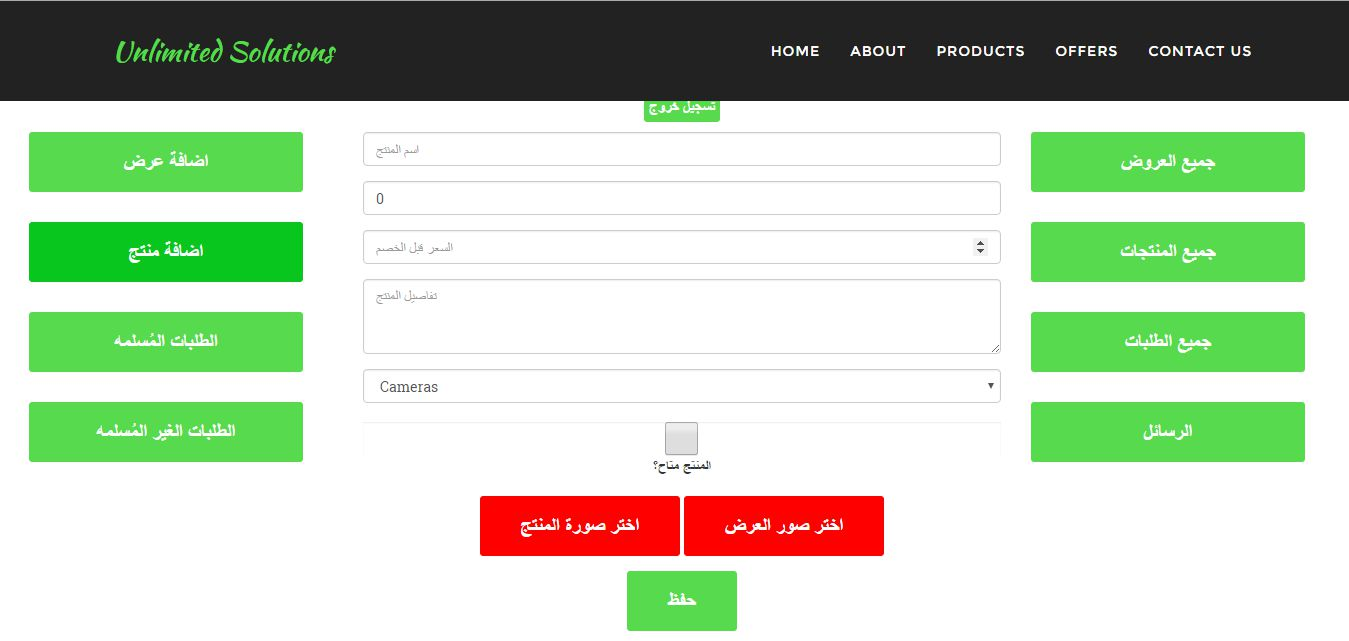 Unlimited Solutions
HOME ABOUT PRODUCTS OFFERS CONTACT US
تسجيل خروج
اضافة عرض
اضافة منتج
الطلبات المُسلمه
الطلبات الغير المُسلمه
اسم المنتج
0
السعر قبل الخصم
تفاصيل المنتج
Cameras
المنتج متاح؟
اختر صورة المنتج
اختر صور العرض
حفظ
جميع العروض
جميع المنتجات
جميع الطلبات
الرسائل